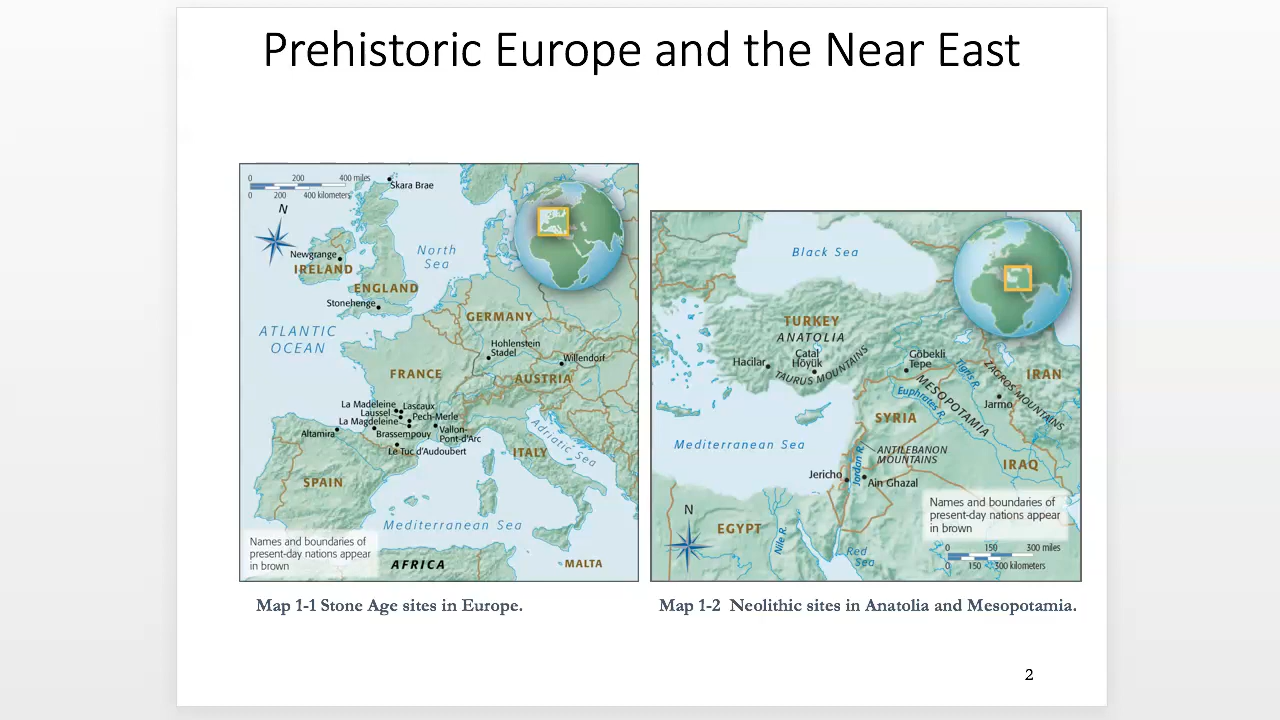 Prehistoric Europe and the Near East
0 200 400 miles
0 200 400 kilometers
N
Skara Brae
Newgrange
IRELAND
North
Sea
ENGLAND
Stonehenge
ATLANTIC
OCEAN
GERMANY
Hohlenstein
Stadel
Willendorf
FRANCE
AUSTRIA
La Madeleine
Lascaux
Laussel
Pech-Merle
La Magdeleine
Vallon-
Pont-d'Arc
Altamira
Brassempouy
Le Tuc d'Audoubert
Adriatic Sea
ITALY
SPAIN
Mediterranean Sea
Names and boundaries of
present-day nations appear
in brown
AFRICA
MALTA
Map 1-1 Stone Age sites in Europe.
Black Sea
TURKEY
ANATOLIA
Çatal
Höyük
Hacilar
TAURUS MOUNTAINS
Göbekli
Tepe
Tigris R.
ZAGROS MOUNTAINS
IRAN
MESOPOTAMIA
Euphrates R.
Jarmo
SYRIA
Mediterranean Sea
ANTILEBANON
MOUNTAINS
Jordan R.
IRAQ
Jericho
Ain Ghazal
Names and boundaries of
present-day nations appear
in brown
N
EGYPT
Nile R.
Red
Sea
0 150 300 miles
0 150 300 kilometers
Map 1-2 Neolithic sites in Anatolia and Mesopotamia.
2